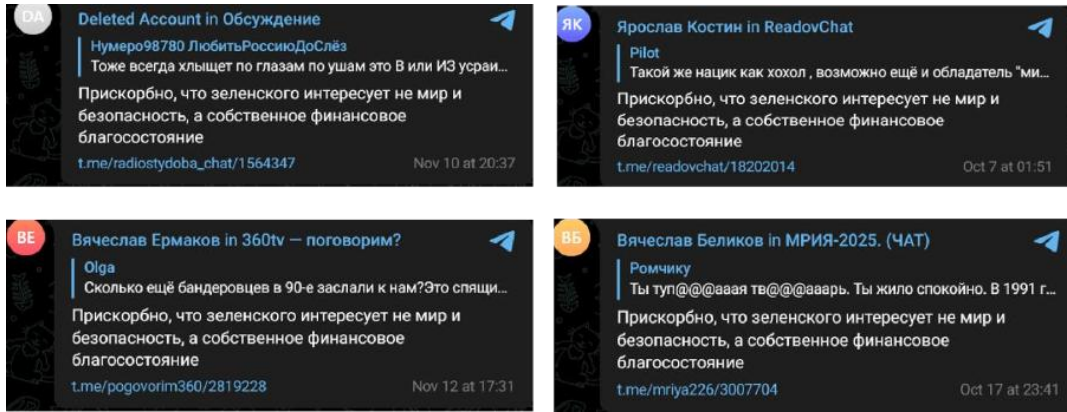 DA
Deleted Account in Обсуждение
Нумеро98780 ЛюбитьРоссиюДоСлёз
Тоже всегда хлыщет по глазам по ушам это В или ИЗ усраи...
Прискорбно, что зеленского интересует не мир и
безопасность, а собственное финансовое
благосостояние
t.me/radiostydoba_chat/1564347
Nov 10 at 20:37
ЯК
Ярослав Костин in ReadovChat
Pilot
Такой же нацик как хохол , возможно ещё и обладатель "ми...
Прискорбно, что зеленского интересует не мир и
безопасность, а собственное финансовое
благосостояние
t.me/readovchat/18202014
Oct 7 at 01:51
ВЕ
Вячеслав Ермаков in 360tv — поговорим?
Olga
Сколько ещё бандеровцев в 90-е заслали к нам?Это спящи...
Прискорбно, что зеленского интересует не мир и
безопасность, а собственное финансовое
благосостояние
t.me/pogovorim360/2819228
Nov 12 at 17:31
ВБ
Вячеслав Беликов in МРИЯ-2025. (ЧАТ)
Ромчику
Ты туп@@@ааая тв@@@ааарь. Ты жило спокойно. В 1991 г...
Прискорбно, что зеленского интересует не мир и
безопасность, а собственное финансовое
благосостояние
t.me/mriya226/3007704
Oct 17 at 23:41